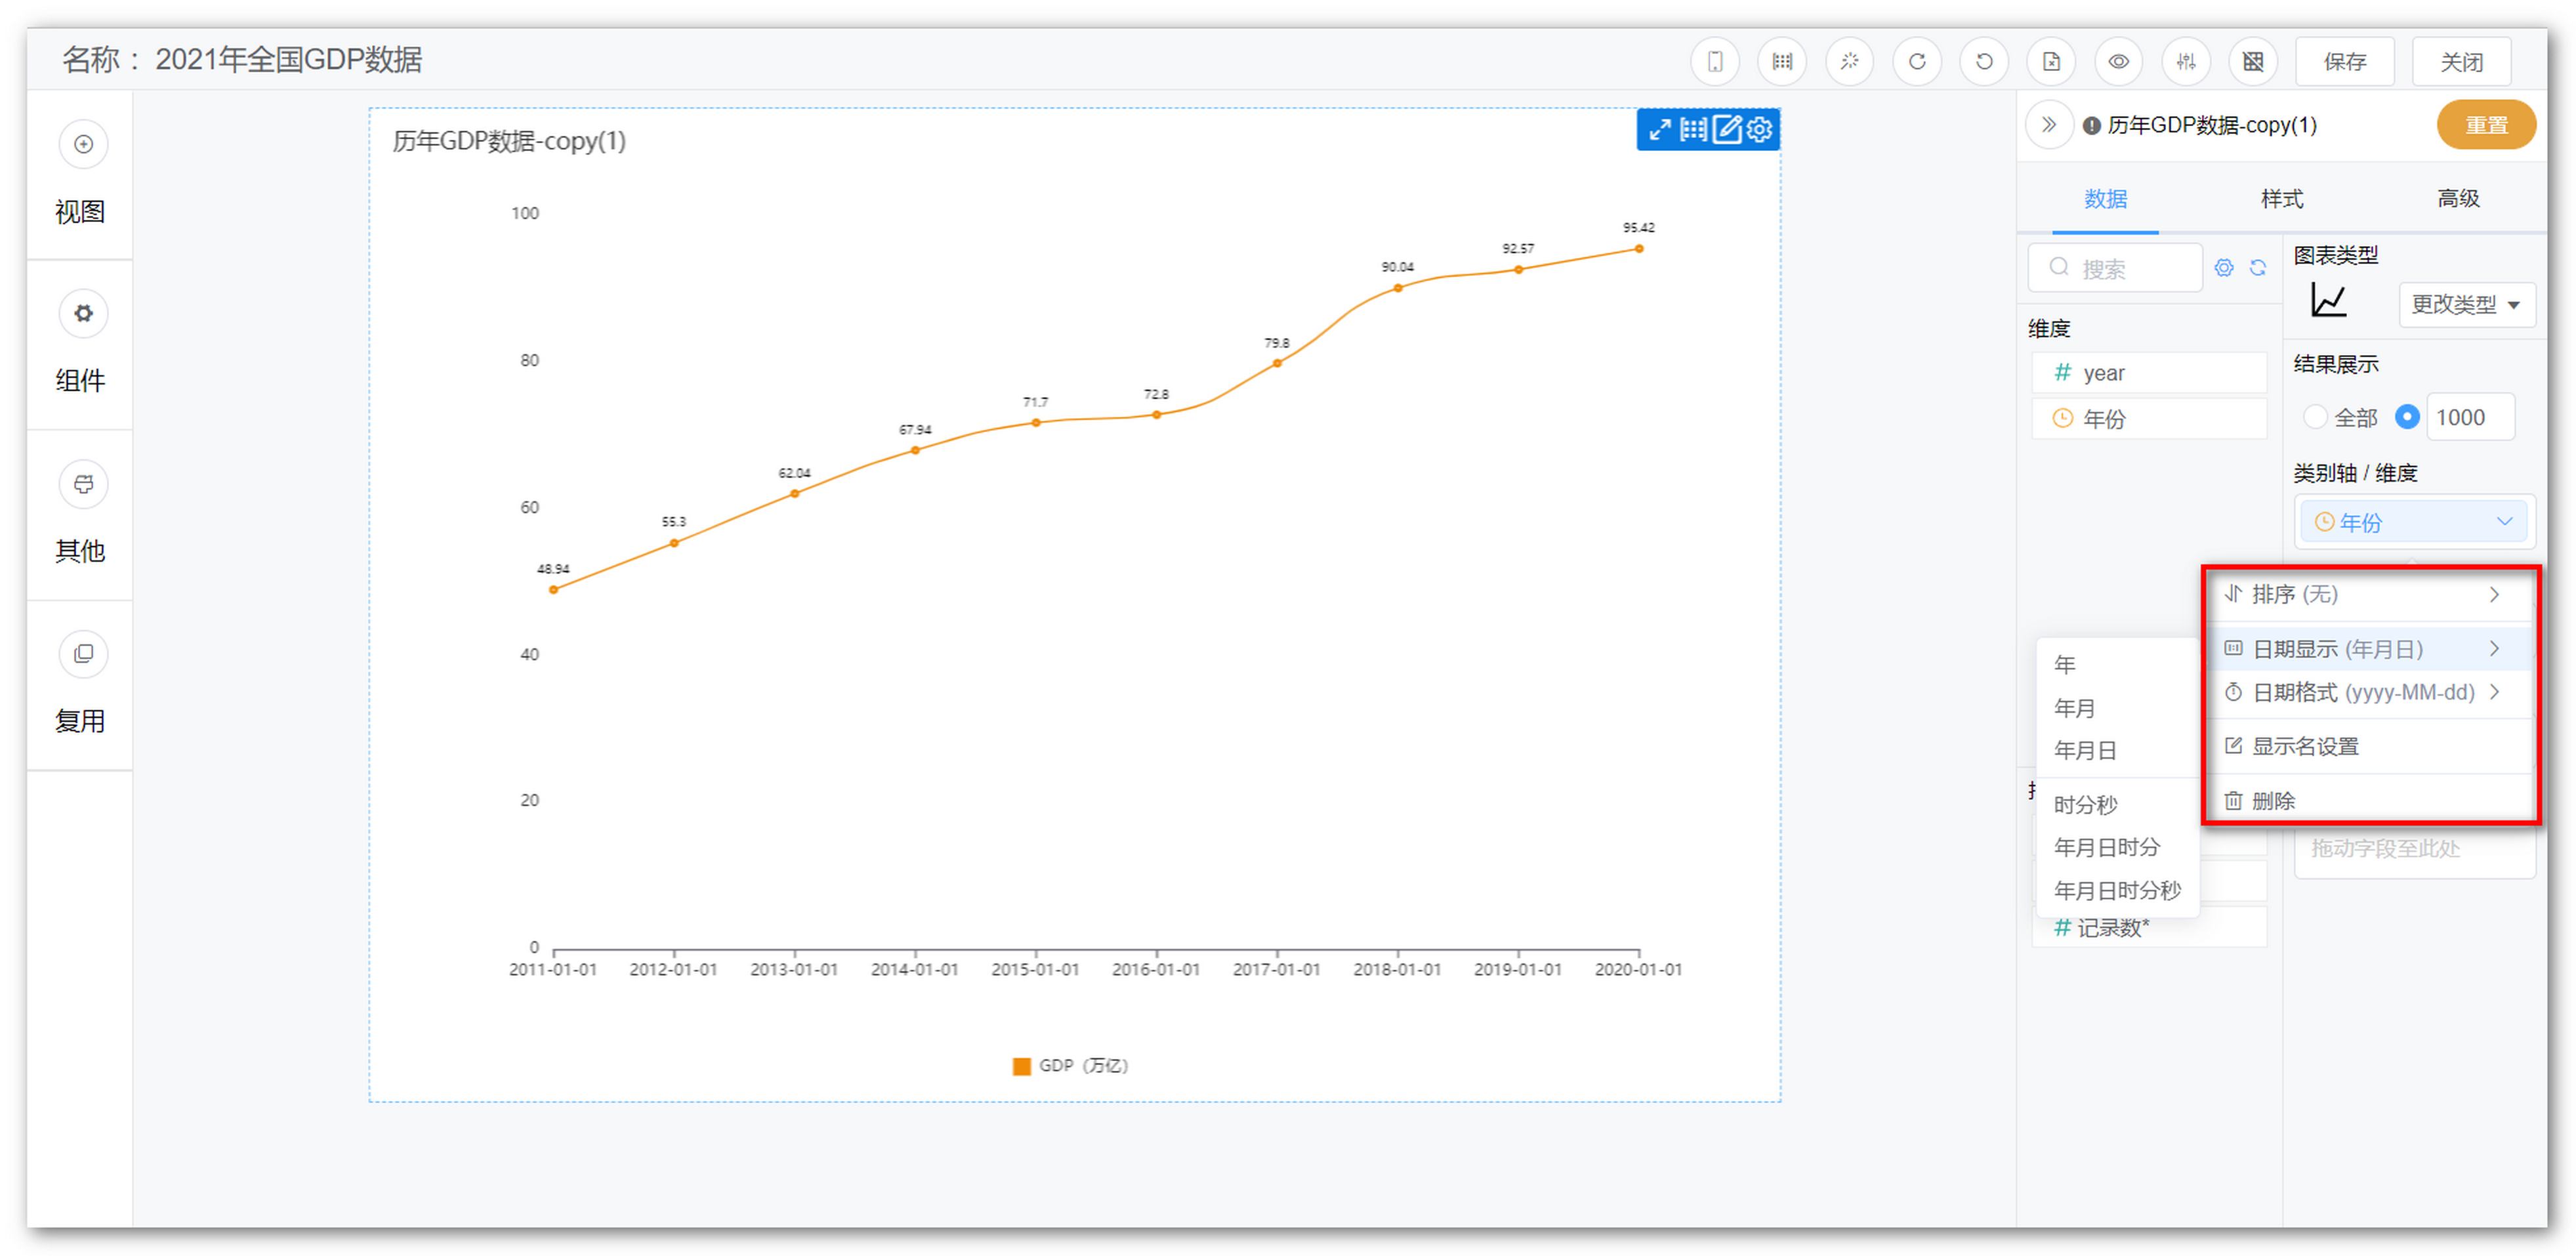 名称： 2021年全国GDP数据
保存
关闭
视图
组件
其他
复用
历年GDP数据-copy(1)
100
80
60
40
20
0
48.94
55.3
62.04
67.94
71.7
72.8
79.8
90.04
92.57
95.42
2011-01-01 2012-01-01 2013-01-01 2014-01-01 2015-01-01 2016-01-01 2017-01-01 2018-01-01 2019-01-01 2020-01-01
GDP（万亿）
历年GDP数据-copy(1)
重置
数据 样式 高级
搜索
维度
# year
年份
图表类型
更改类型
结果展示
全部 1000
类别轴 / 维度
年份
排序 (无)
日期显示 (年月日)
日期格式 (yyyy-MM-dd)
显示名设置
删除
年
年月
年月日
时分秒
年月日时分
年月日时分秒
拖动字段至此处
# 记录数*